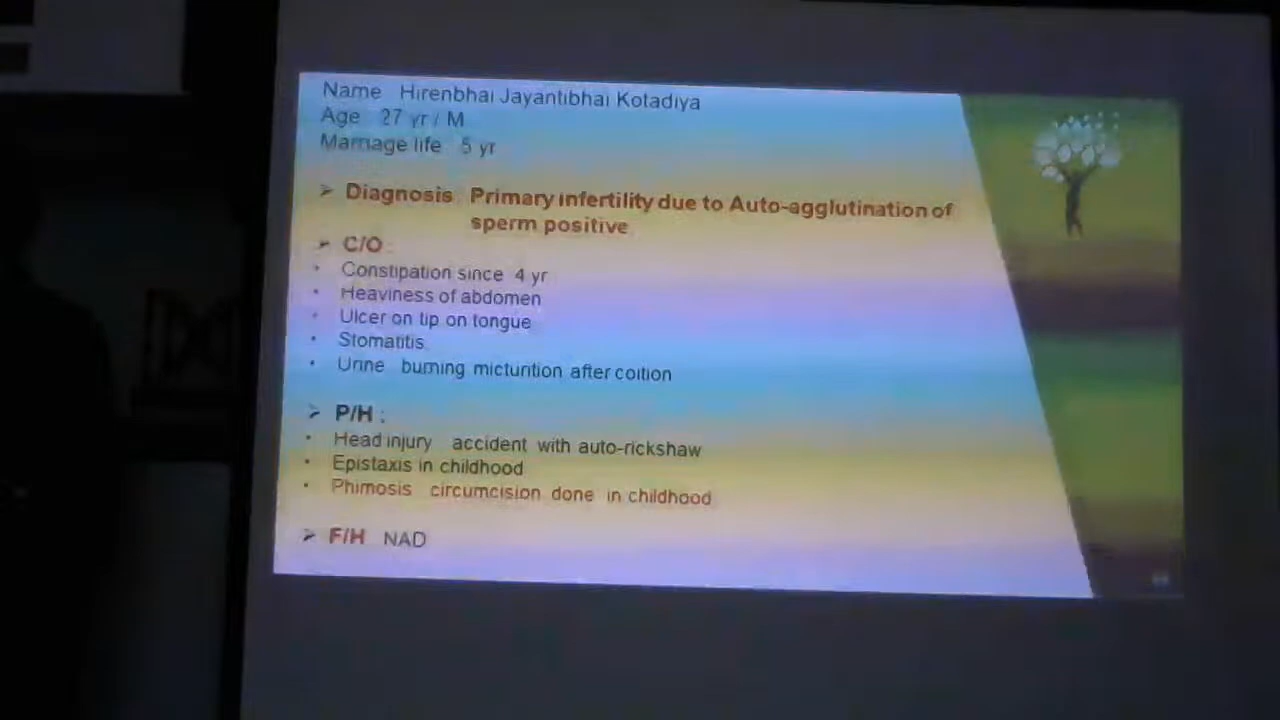 Name Hirenbhai Jayantibhai Kotadiya
Age 27 yr / M
Marriage life 5 yr
➢ Diagnosis : Primary infertility due to Auto-agglutination of
sperm positive
➢ C/O :
• Constipation since 4 yr
• Heaviness of abdomen
• Ulcer on tip on tongue
• Stomatitis
• Urine burning micturition after coition
➢ P/H :
• Head injury accident with auto-rickshaw
• Epistaxis in childhood
• Phimosis circumcision done in childhood
➢ F/H NAD